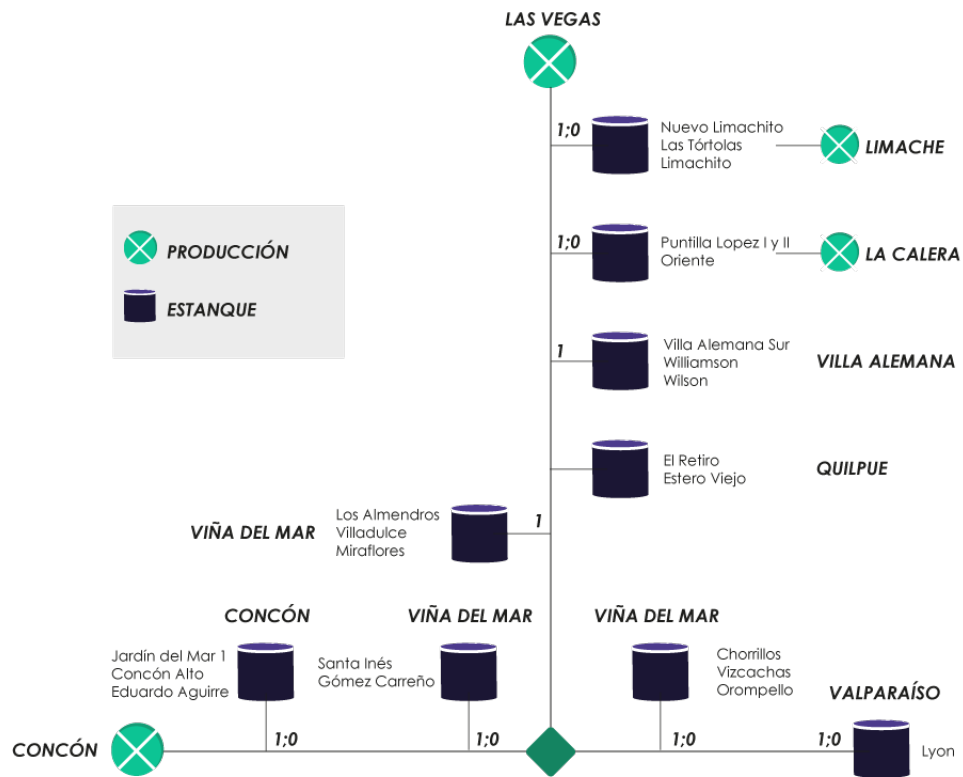 LAS VEGAS
1;0
Nuevo Limachito
Las Tórtolas
Limachito
LIMACHE
PRODUCCIÓN
ESTANQUE
1;0
Puntilla Lopez I y II
Oriente
LA CALERA
1
Villa Alemana Sur
Williamson
Wilson
VILLA ALEMANA
El Retiro
Estero Viejo
QUILPUE
VIÑA DEL MAR
Los Almendros
Villadulce
Miraflores
1
CONCÓN
Jardín del Mar 1
Concón Alto
Eduardo Aguirre
VIÑA DEL MAR
Santa Inés
Gómez Carreño
VIÑA DEL MAR
Chorrillos
Vizcachas
Orompello
VALPARAÍSO
Lyon
CONCÓN
1;0
1;0
1;0
1;0